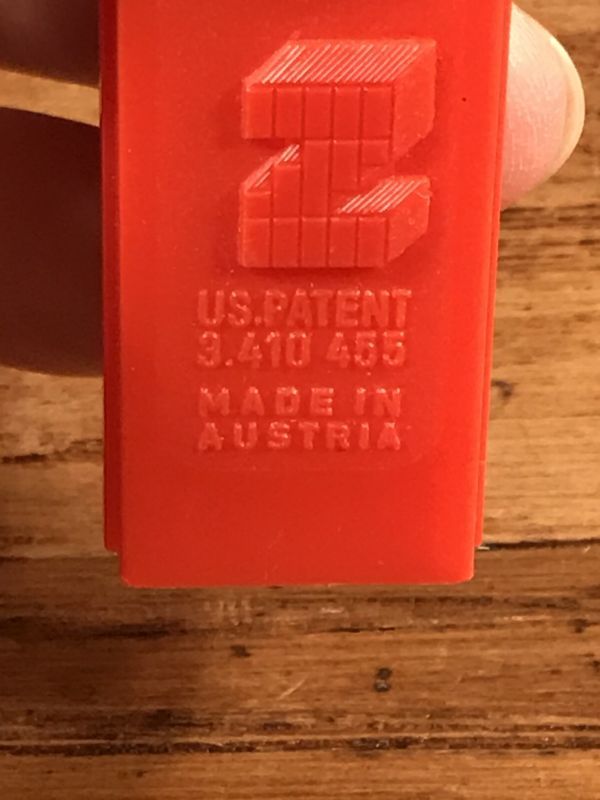 Z
US.PATENT
3.410 455
MADE IN
AUSTRIA